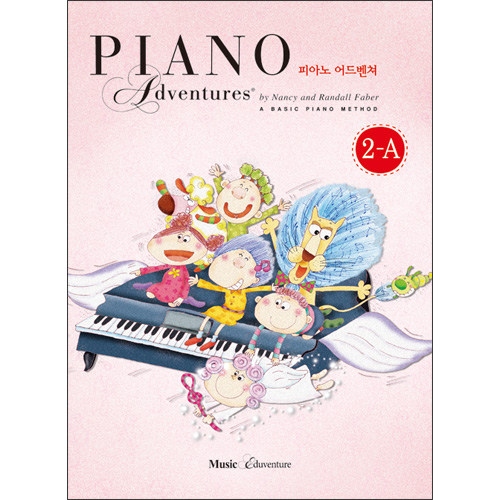 PIANO
피아노 어드벤쳐
Adventures®
by Nancy and Randall Faber
A BASIC PIANO METHOD
2-A
Music Eduventure